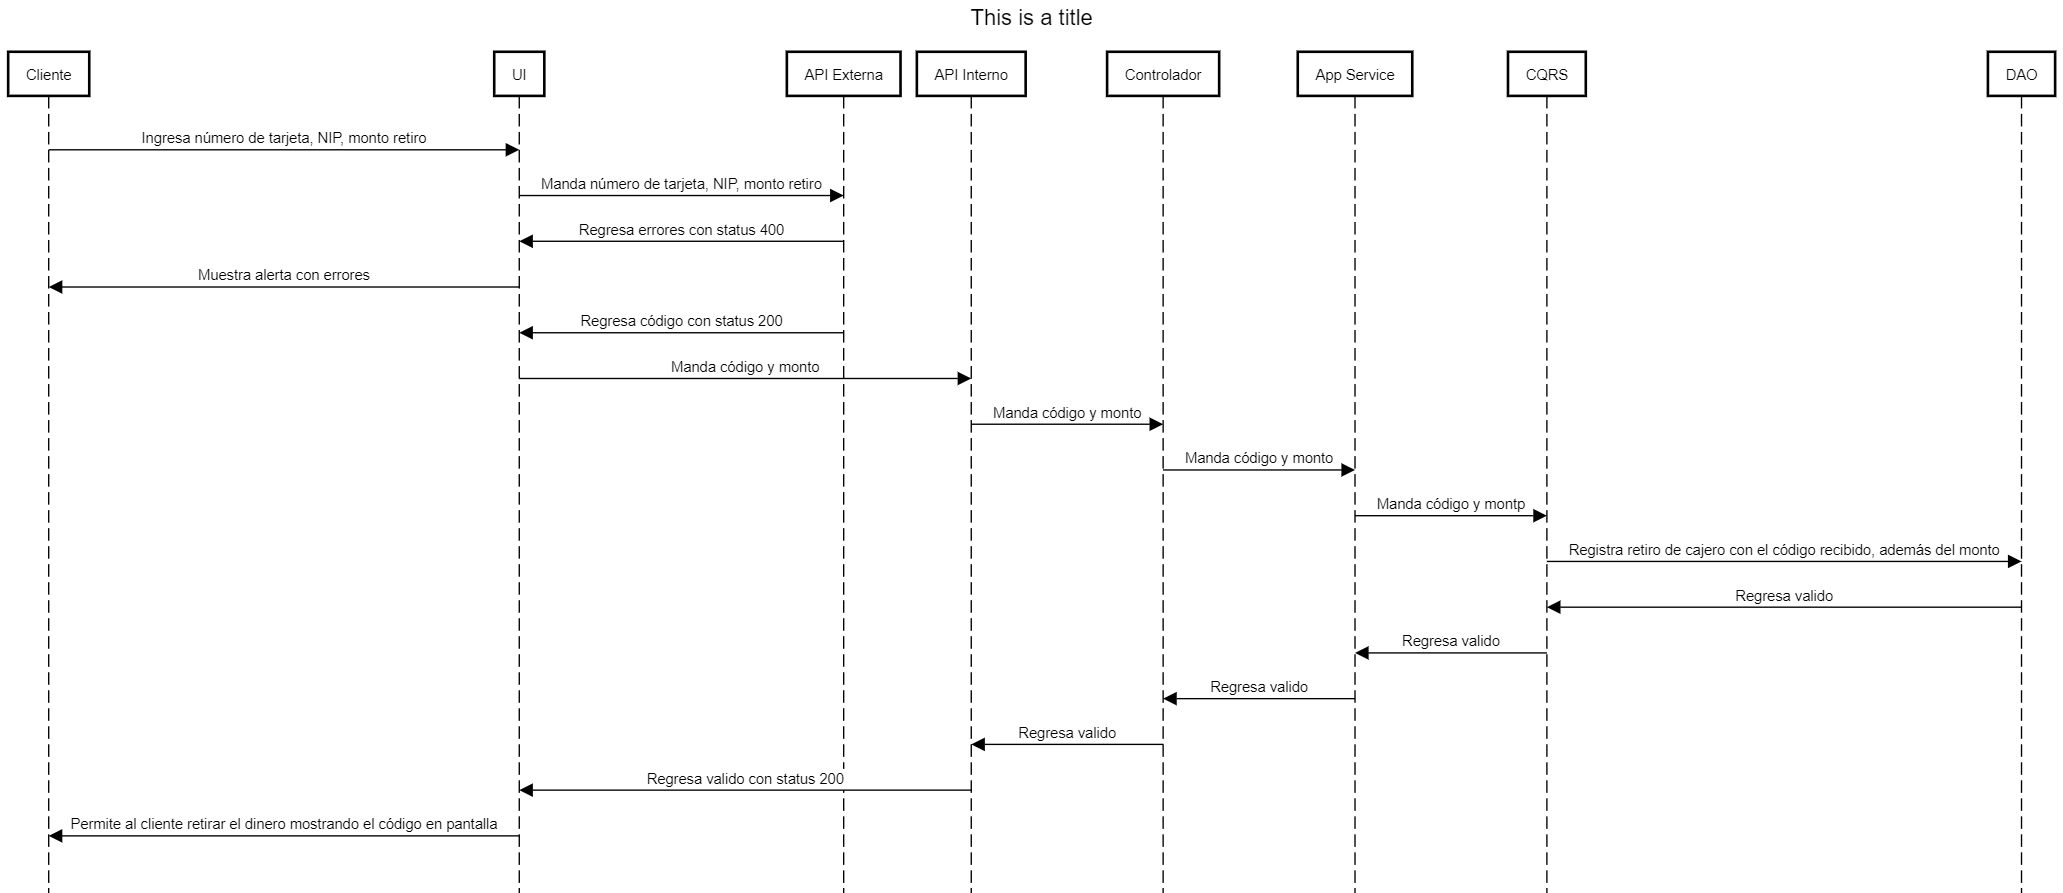 This is a title
Cliente
UI
API Externa
API Interno
Controlador
App Service
CQRS
DAO
Ingresa número de tarjeta, NIP, monto retiro
Manda número de tarjeta, NIP, monto retiro
Regresa errores con status 400
Muestra alerta con errores
Regresa código con status 200
Manda código y monto
Manda código y monto
Manda código y monto
Manda código y montp
Registra retiro de cajero con el código recibido, además del monto
Regresa valido
Regresa valido
Regresa valido
Regresa valido
Regresa valido con status 200
Permite al cliente retirar el dinero mostrando el código en pantalla